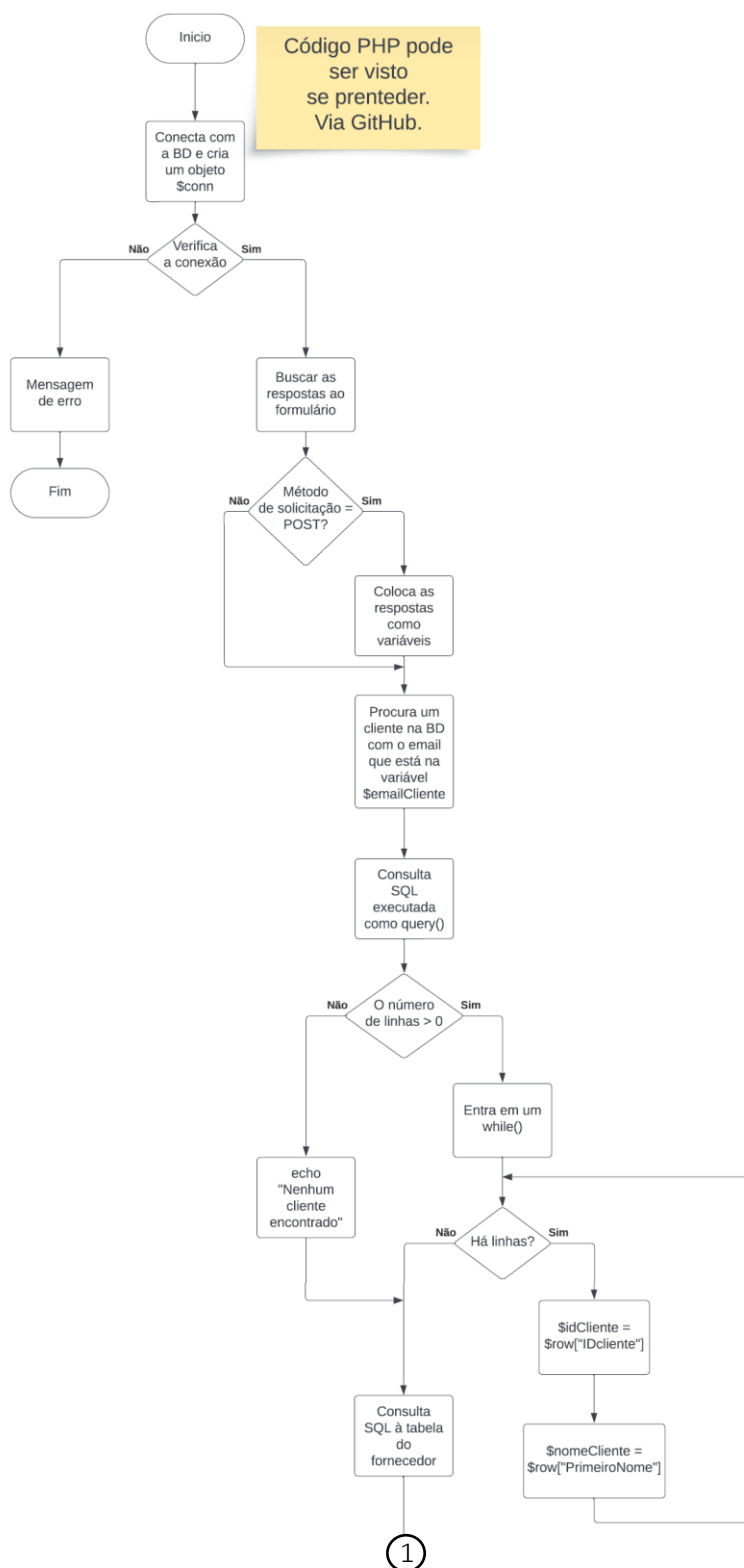 Inicio
Código PHP pode
ser visto
se prenteder.
Via GitHub.
Conecta com
a BD e cria
um objeto
$conn
Não
Verifica
a conexão
Sim
Mensagem
de erro
Fim
Buscar as
respostas ao
formulário
Não
Método
de solicitação =
POST?
Sim
Coloca as
respostas
como
variáveis
Procura um
cliente na BD
com o email
que está na
variável
$emailCliente
Consulta
SQL
executada
como query()
Não
O número
de linhas > 0
Sim
echo
"Nenhum
cliente
encontrado"
Entra em um
while()
Não
Há linhas?
Sim
$idCliente =
$row["IDcliente"]
$nomeCliente =
$row["PrimeiroNome"]
Consulta
SQL à tabela
do
fornecedor
1